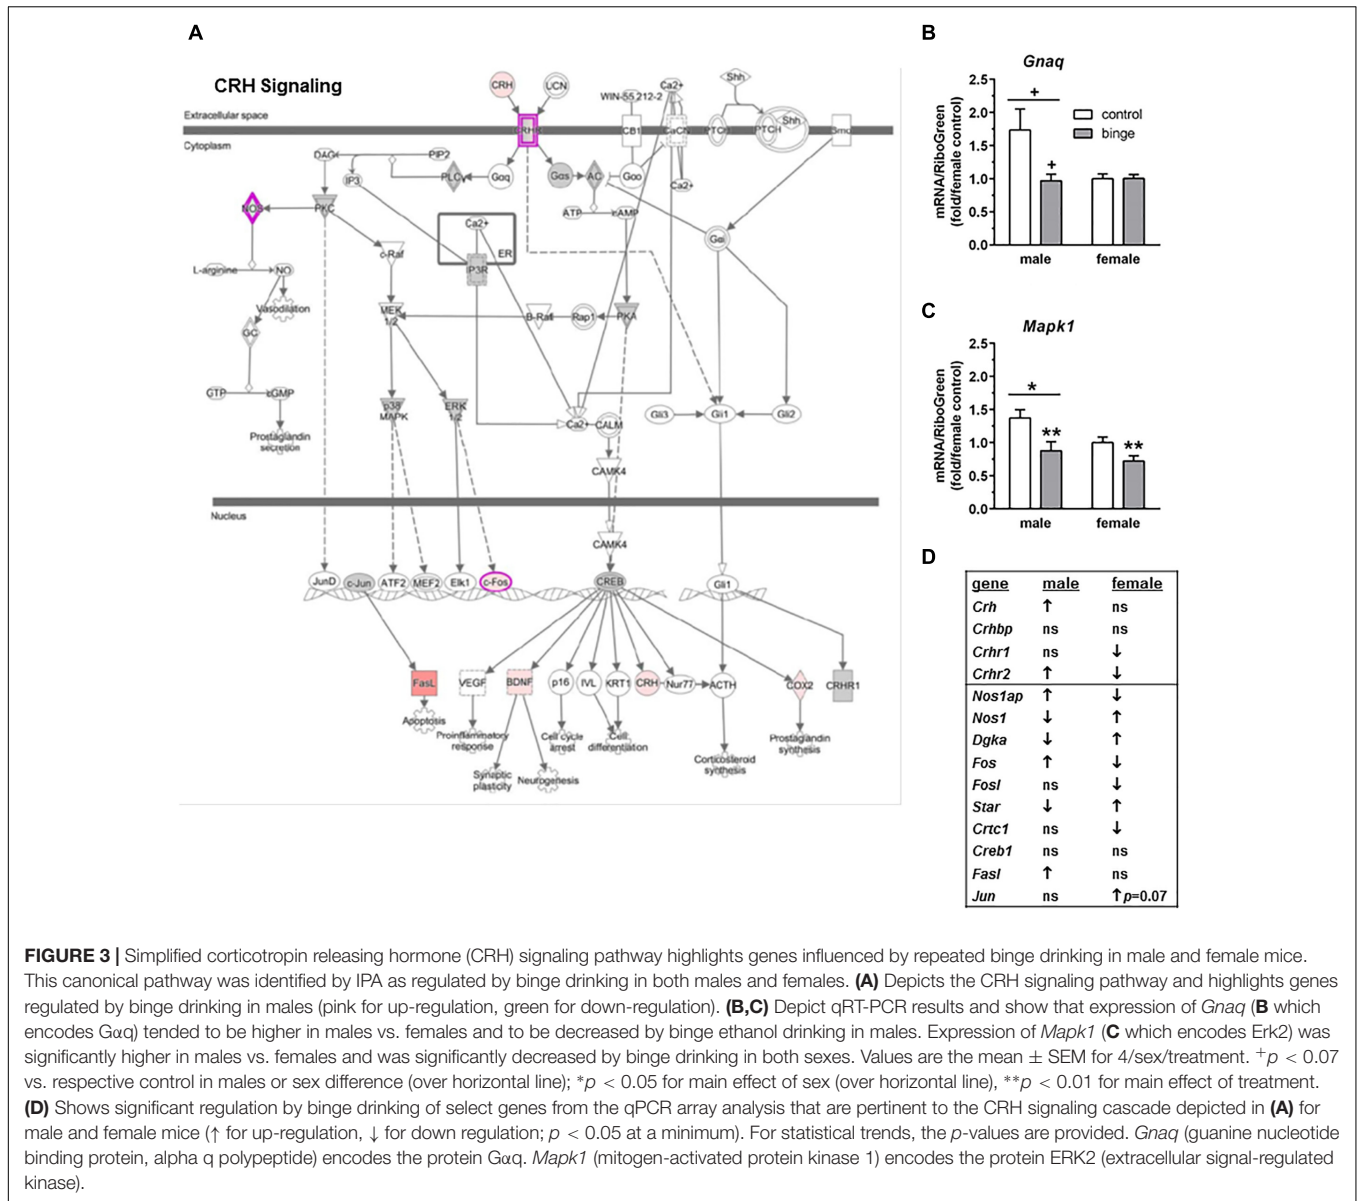 A
CRH Signaling
Extracellular space
Cytoplasm
CRH
UCN
WIN-55,212-2
Ca2+
Shh
CB1
CaCN
PTCH
PTCH
Shh
Smo
DAG
PIP2
IP3
PLC
Gαq
Gαs
AC
Gαo
Ca2+
NOS
PKC
ATP
cAMP
Ca2+
ER
IP3R
Gαi
c-Raf
L-arginine
NO
Vasodilation
GC
MEK
1/2
B-Raf
Rap1
PKA
GTP
cGMP
Prostaglandin
secretion
p38
MAPK
ERK
1/2
Ca2+
CALM
Gli3
Gli1
Gli2
CAMK4
Nucleus
CAMK4
JunD
c-Jun
ATF2
MEF2
Elk1
c-Fos
CREB
Gli1
FasL
VEGF
BDNF
p16
IVL
KRT1
CRH
Nur77
ACTH
COX2
CRHR1
Apoptosis
Proinflammatory
response
Cell cycle
arrest
Cell
differentiation
Prostaglandin
synthesis
Synaptic
plasticity
Neurogenesis
Corticosteroid
synthesis
B
Gnaq
mRNA/RiboGreen
(fold/female control)
2.5
2.0
1.5
1.0
0.5
0.0
+
+
control
binge
male female
C
Mapk1
mRNA/RiboGreen
(fold/female control)
2.5
2.0
1.5
1.0
0.5
0.0
*
**
**
male female
D
gene male female
Crh ↑ ns
Crhbp ns ns
Crhr1 ns ↓
Crhr2 ↑ ↓
Nos1ap ↑ ↓
Nos1 ↓ ↑
Dgka ↓ ↑
Fos ↑ ↓
Fosl ns ↓
Star ↓ ↑
Crtc1 ns ↓
Creb1 ns ns
Fasl ↑ ns
Jun ns ↑p=0.07
FIGURE 3 | Simplified corticotropin releasing hormone (CRH) signaling pathway highlights genes influenced by repeated binge drinking in male and female mice.
This canonical pathway was identified by IPA as regulated by binge drinking in both males and females. (A) Depicts the CRH signaling pathway and highlights genes
regulated by binge drinking in males (pink for up-regulation, green for down-regulation). (B,C) Depict qRT-PCR results and show that expression of Gnaq (B which
encodes Gαq) tended to be higher in males vs. females and to be decreased by binge ethanol drinking in males. Expression of Mapk1 (C which encodes Erk2) was
significantly higher in males vs. females and was significantly decreased by binge drinking in both sexes. Values are the mean ± SEM for 4/sex/treatment. +p < 0.07
vs. respective control in males or sex difference (over horizontal line); *p < 0.05 for main effect of sex (over horizontal line), **p < 0.01 for main effect of treatment.
(D) Shows significant regulation by binge drinking of select genes from the qPCR array analysis that are pertinent to the CRH signaling cascade depicted in (A) for
male and female mice (↑ for up-regulation, ↓ for down regulation; p < 0.05 at a minimum). For statistical trends, the p-values are provided. Gnaq (guanine nucleotide
binding protein, alpha q polypeptide) encodes the protein Gαq. Mapk1 (mitogen-activated protein kinase 1) encodes the protein ERK2 (extracellular signal-regulated
kinase).